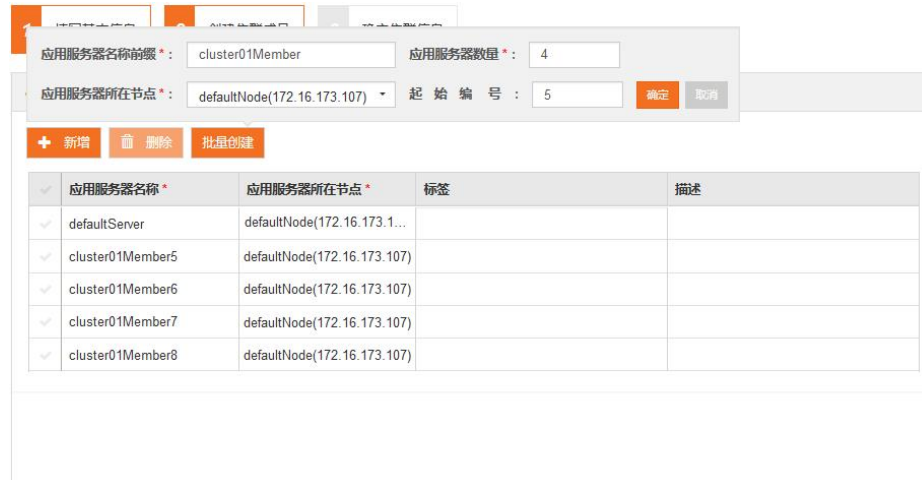 应用服务器名称前缀*： cluster01Member 应用服务器数量*： 4
应用服务器所在节点*： defaultNode(172.16.173.107) 起始编号： 5 确定 取消
新增 删除 批量创建
应用服务器名称* 应用服务器所在节点* 标签 描述
defaultServer defaultNode(172.16.173.1...
cluster01Member5 defaultNode(172.16.173.107)
cluster01Member6 defaultNode(172.16.173.107)
cluster01Member7 defaultNode(172.16.173.107)
cluster01Member8 defaultNode(172.16.173.107)